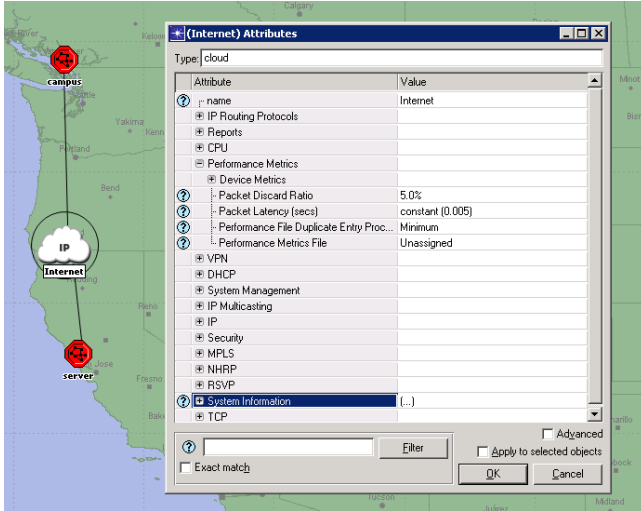 Calgary
(Internet) Attributes
Type: cloud
Attribute Value
name Internet
IP Routing Protocols
Reports
CPU
Performance Metrics
Device Metrics
Packet Discard Ratio 5.0%
Packet Latency (secs) constant (0.005)
Performance File Duplicate Entry Proc... Minimum
Performance Metrics File Unassigned
VPN
DHCP
System Management
IP Multicasting
IP
Security
MPLS
NHRP
RSVP
System Information (...)
TCP
Advanced
Filter
Apply to selected objects
Exact match
OK Cancel
campus
Yakima
Portland
Bend
IP
Internet
Reno
server
Jose
Fresno
Minot
Tucson
Juárez
Midland